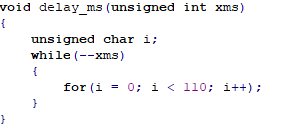 void delay_ms(unsigned int xms)
{
    unsigned char i;
    while(--xms)
    {
        for(i = 0; i < 110; i++);
    }
}